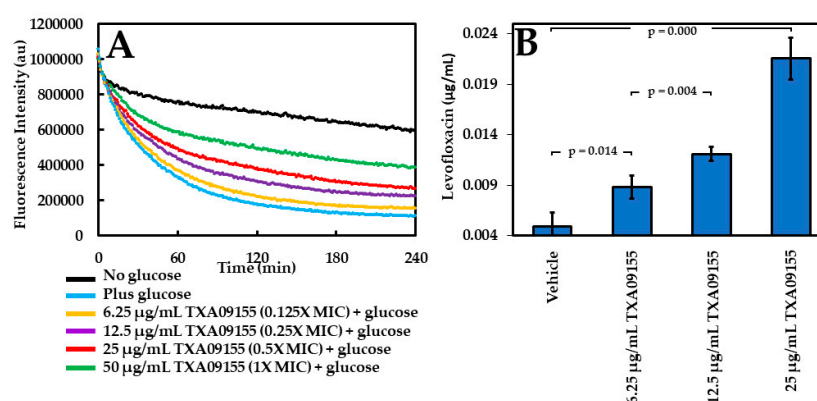 A
Fluorescence Intensity (au)
1200000
1000000
800000
600000
400000
200000
0
0
60
120
180
240
Time (min)
No glucose
Plus glucose
6.25 µg/mL TXA09155 (0.125X MIC) + glucose
12.5 µg/mL TXA09155 (0.25X MIC) + glucose
25 µg/mL TXA09155 (0.5X MIC) + glucose
50 µg/mL TXA09155 (1X MIC) + glucose
B
Levofloxacin (µg/mL)
0.024
0.019
0.014
0.009
0.004
p = 0.000
p = 0.004
p = 0.014
Vehicle
6.25 µg/mL TXA09155
12.5 µg/mL TXA09155
25 µg/mL TXA09155